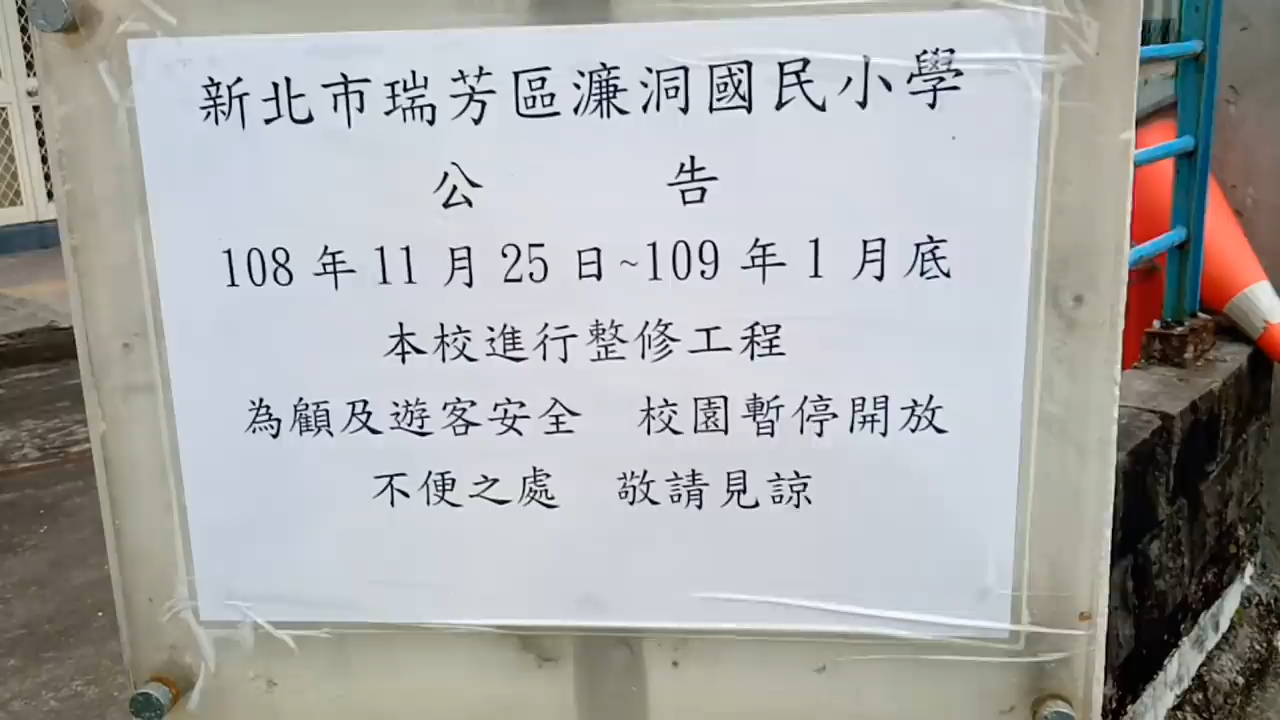 新北市瑞芳區濂洞國民小學
公 告
108 年 11 月 25 日~109 年 1 月底
本校進行整修工程
為顧及遊客安全 校園暫停開放
不便之處 敬請見諒